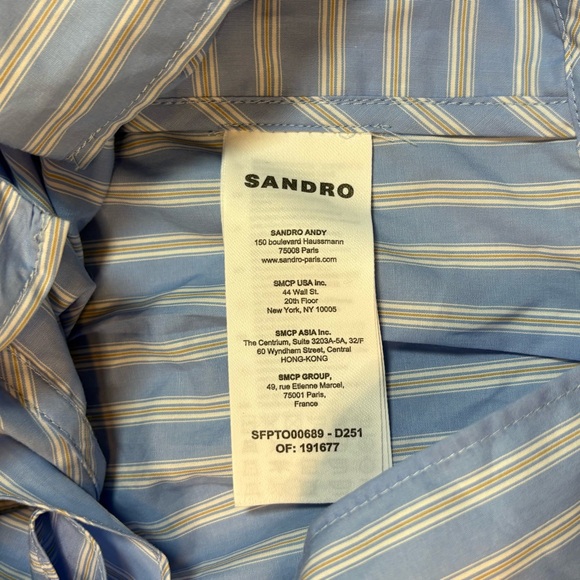 SANDRO
SANDRO ANDY
150 boulevard Haussmann
75008 Paris
www.sandro-paris.com
SMCP USA Inc.
44 Wall St.
20th Floor
New York, NY 10005
SMCP ASIA Inc.
The Centrium, Suite 3203A-5A, 32/F
60 Wyndham Street, Central
HONG-KONG
SMCP GROUP,
49, rue Etienne Marcel,
75001 Paris,
France
SFPTO00689 - D251
OF: 191677